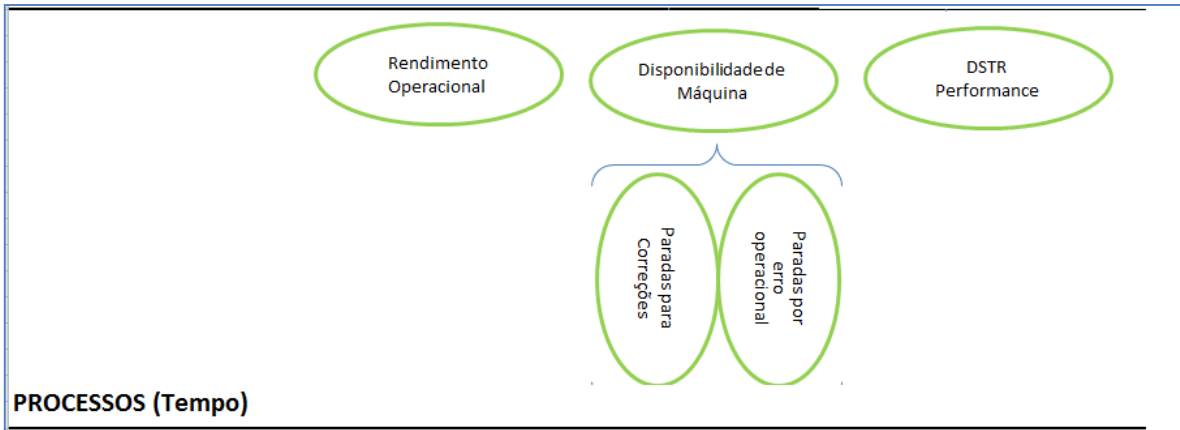 Rendimento
Operacional
Disponibilidade de
Máquina
DSTR
Performance
Paradas para
Correções
Paradas por
erro
operacional
PROCESSOS (Tempo)